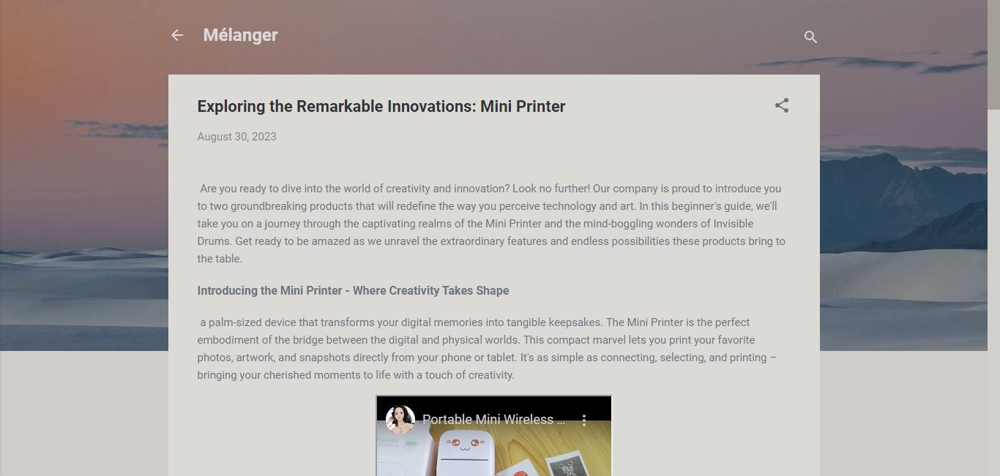 Mélanger
Exploring the Remarkable Innovations: Mini Printer
August 30, 2023
Are you ready to dive into the world of creativity and innovation? Look no further! Our company is proud to introduce you
to two groundbreaking products that will redefine the way you perceive technology and art. In this beginner's guide, we'll
take you on a journey through the captivating realms of the Mini Printer and the mind-boggling wonders of Invisible
Drums. Get ready to be amazed as we unravel the extraordinary features and endless possibilities these products bring to
the table.
Introducing the Mini Printer - Where Creativity Takes Shape
a palm-sized device that transforms your digital memories into tangible keepsakes. The Mini Printer is the perfect
embodiment of the bridge between the digital and physical worlds. This compact marvel lets you print your favorite
photos, artwork, and snapshots directly from your phone or tablet. It's as simple as connecting, selecting, and printing –
bringing your cherished moments to life with a touch of creativity.
Portable Mini Wireless ...